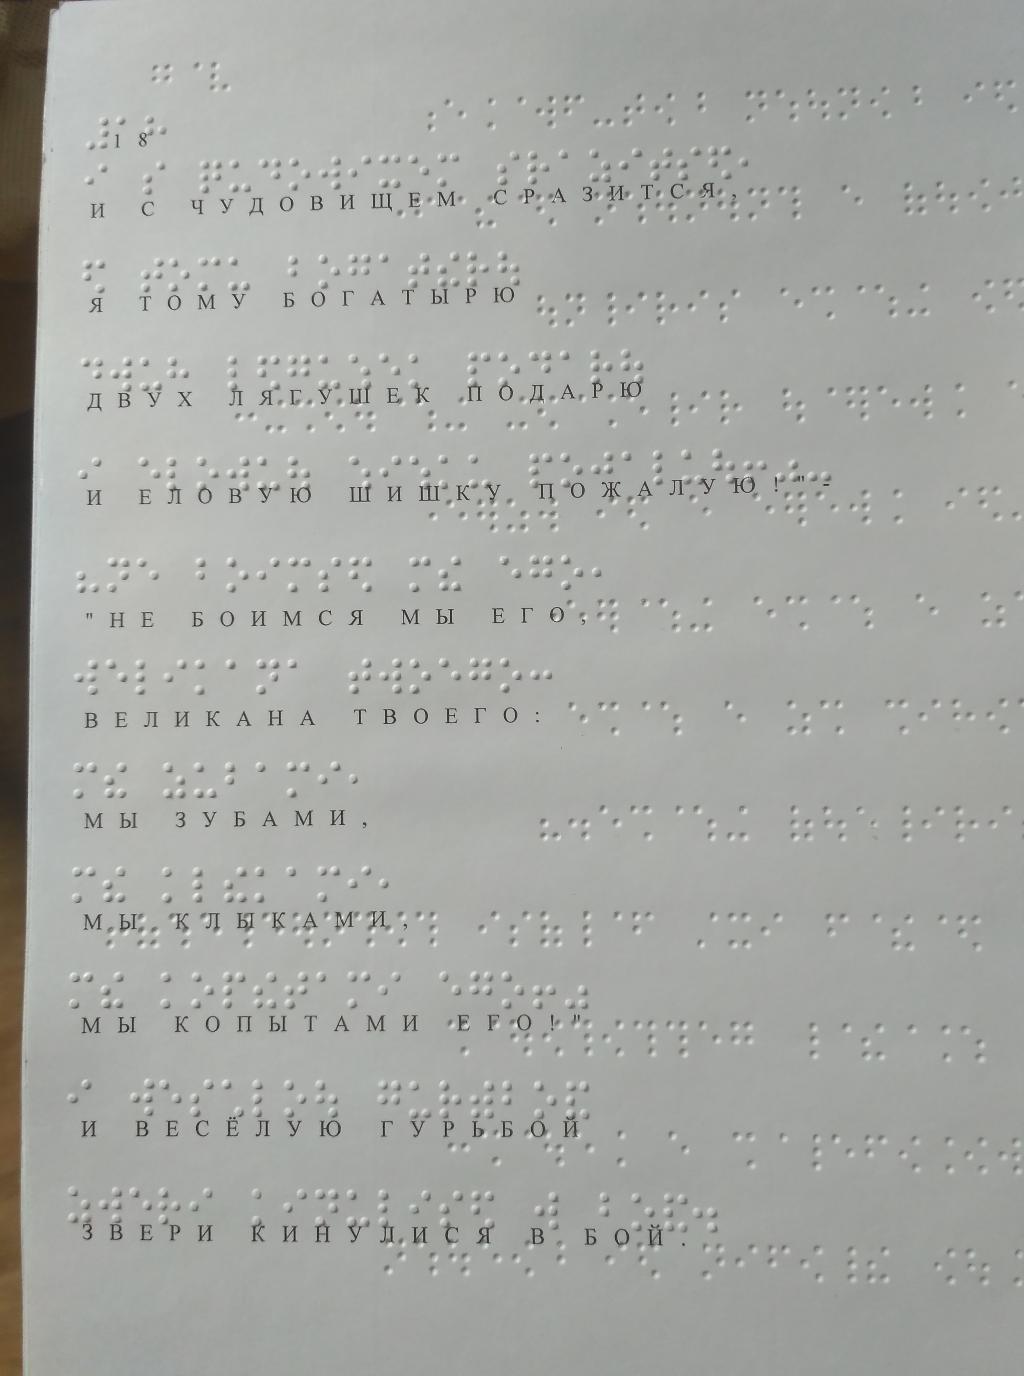 18
И С ЧУДОВИЩЕМ СРАЗИТСЯ,
Я ТОМУ БОГАТЫРЮ
ДВУХ ЛЯГУШЕК ПОДАРЮ
И ЕЛОВУЮ ШИШКУ ПОЖАЛУЮ!"-
"НЕ БОИМСЯ МЫ ЕГО,
ВЕЛИКАНА ТВОЕГО:
МЫ ЗУБАМИ,
МЫ КЛЫКАМИ,
МЫ КОПЫТАМИ ЕГО!"
И ВЕСЁЛУЮ ГУРЬБОЙ
ЗВЕРИ КИНУЛИСЯ В БОЙ.